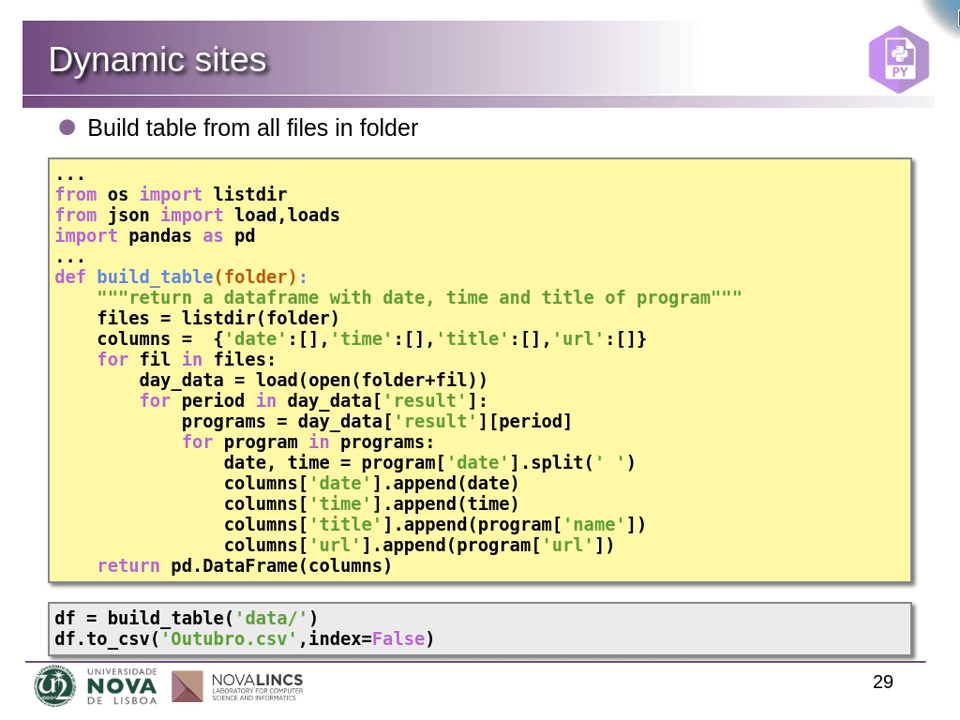 Dynamic sites
PY
Build table from all files in folder
...
from os import listdir
from json import load,loads
import pandas as pd
...
def build_table(folder):
    """return a dataframe with date, time and title of program"""
    files = listdir(folder)
    columns =  {'date':[],'time':[],'title':[],'url':[]}
    for fil in files:
        day_data = load(open(folder+fil))
        for period in day_data['result']:
            programs = day_data['result'][period]
            for program in programs:
                date, time = program['date'].split(' ')
                columns['date'].append(date)
                columns['time'].append(time)
                columns['title'].append(program['name'])
                columns['url'].append(program['url'])
    return pd.DataFrame(columns)
df = build_table('data/')
df.to_csv('Outubro.csv',index=False)
UNIVERSIDADE
NOVA
DE LISBOA
NOVALINCS
LABORATORY FOR COMPUTER
SCIENCE AND INFORMATICS
29